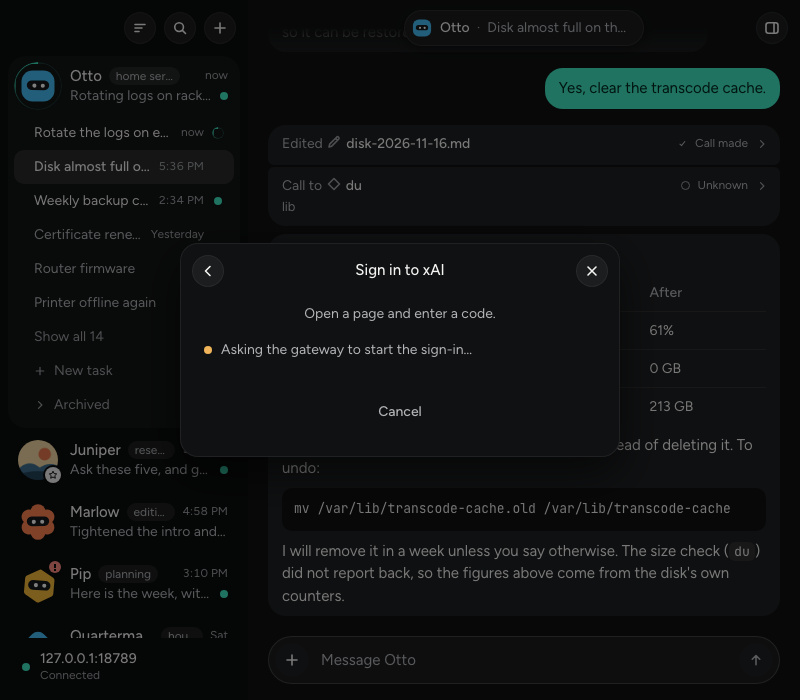 Otto home ser... now
Rotating logs on rack...
Rotate the logs on e... now
Disk almost full o... 5:36 PM
Weekly backup c... 2:34 PM
Certificate rene... Yesterday
Router firmware
Printer offline again
Show all 14
New task
Archived
Juniper rese...
Ask these five, and g...
Marlow editi... 4:58 PM
Tightened the intro and...
Pip planning 3:10 PM
Here is the week, wit...
Quarterma hou... Sat
127.0.0.1:18789
Connected
so it can be restore
Otto · Disk almost full on th...
Yes, clear the transcode cache.
Edited disk-2026-11-16.md Call made
Call to du Unknown
lib
After
61%
0 GB
213 GB
ead of deleting it. To
undo:
mv /var/lib/transcode-cache.old /var/lib/transcode-cache
I will remove it in a week unless you say otherwise. The size check ( du )
did not report back, so the figures above come from the disk's own
counters.
Message Otto
Sign in to xAI
Open a page and enter a code.
Asking the gateway to start the sign-in...
Cancel